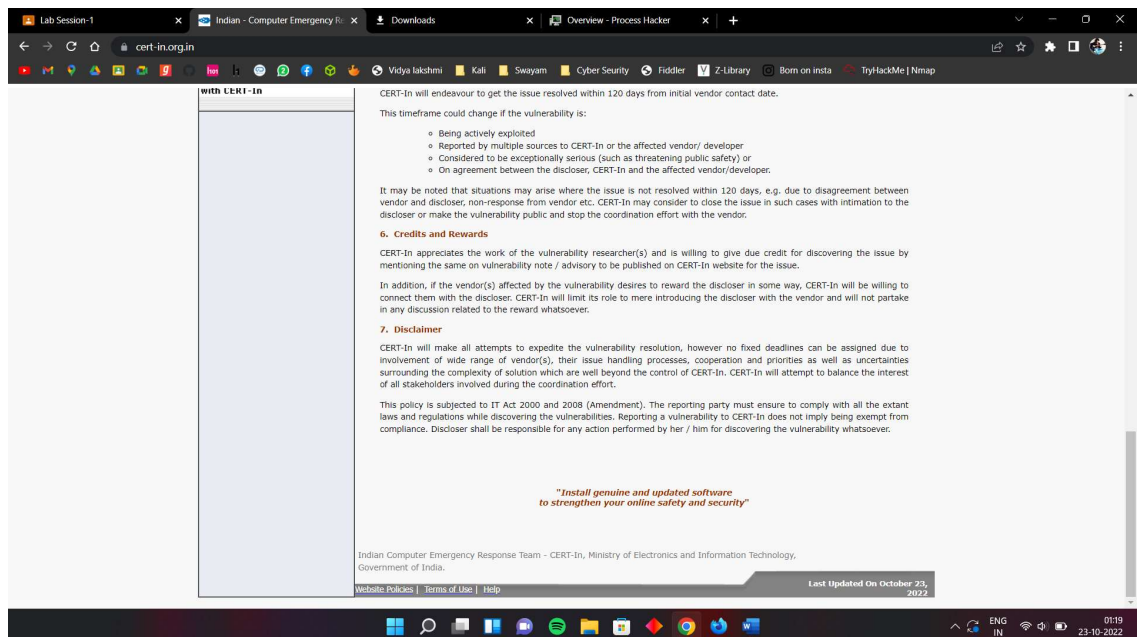 Lab Session-1
Indian - Computer Emergency Re
Downloads
Overview - Process Hacker
cert-in.org.in
Vidya lakshmi
Kali
Swayam
Cyber Seurity
Fiddler
Z-Library
Born on insta
TryHackMe | Nmap
with CERT-In
CERT-In will endeavour to get the issue resolved within 120 days from initial vendor contact date.
This timeframe could change if the vulnerability is:
Being actively exploited
Reported by multiple sources to CERT-In or the affected vendor/ developer
Considered to be exceptionally serious (such as threatening public safety) or
On agreement between the discloser, CERT-In and the affected vendor/developer.
It may be noted that situations may arise where the issue is not resolved within 120 days, e.g. due to disagreement between
vendor and discloser, non-response from vendor etc. CERT-In may consider to close the issue in such cases with intimation to the
discloser or make the vulnerability public and stop the coordination effort with the vendor.
6. Credits and Rewards
CERT-In appreciates the work of the vulnerability researcher(s) and is willing to give due credit for discovering the issue by
mentioning the same on vulnerability note / advisory to be published on CERT-In website for the issue.
In addition, if the vendor(s) affected by the vulnerability desires to reward the discloser in some way, CERT-In will be willing to
connect them with the discloser. CERT-In will limit its role to mere introducing the discloser with the vendor and will not partake
in any discussion related to the reward whatsoever.
7. Disclaimer
CERT-In will make all attempts to expedite the vulnerability resolution, however no fixed deadlines can be assigned due to
involvement of wide range of vendor(s), their issue handling processes, cooperation and priorities as well as uncertainties
surrounding the complexity of solution which are well beyond the control of CERT-In. CERT-In will attempt to balance the interest
of all stakeholders involved during the coordination effort.
This policy is subjected to IT Act 2000 and 2008 (Amendment). The reporting party must ensure to comply with all the extant
laws and regulations while discovering the vulnerabilities. Reporting a vulnerability to CERT-In does not imply being exempt from
compliance. Discloser shall be responsible for any action performed by her / him for discovering the vulnerability whatsoever.
"Install genuine and updated software
to strengthen your online safety and security"
Indian Computer Emergency Response Team - CERT-In, Ministry of Electronics and Information Technology,
Government of India.
Website Policies | Terms of Use | Help
Last Updated On October 23,
2022
ENG
IN
01:19
23-10-2022